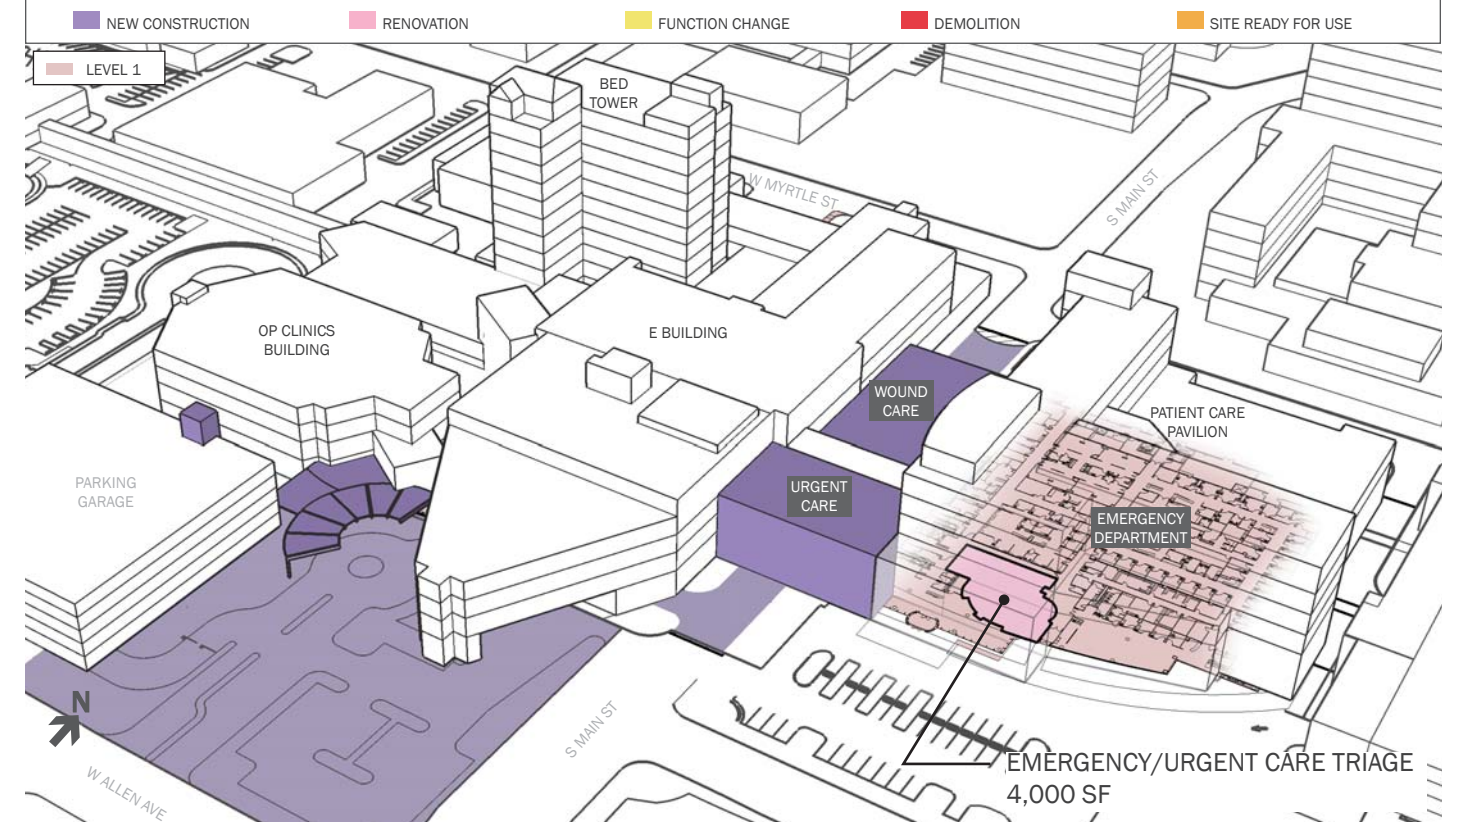 NEW CONSTRUCTION
RENOVATION
FUNCTION CHANGE
DEMOLITION
SITE READY FOR USE
LEVEL 1
BED
TOWER
W MYRTLE ST
S MAIN ST
OP CLINICS
BUILDING
E BUILDING
WOUND
CARE
PATIENT CARE
PAVILION
PARKING
GARAGE
URGENT
CARE
EMERGENCY
DEPARTMENT
N
S MAIN ST
W ALLEN AVE
EMERGENCY/URGENT CARE TRIAGE
4,000 SF